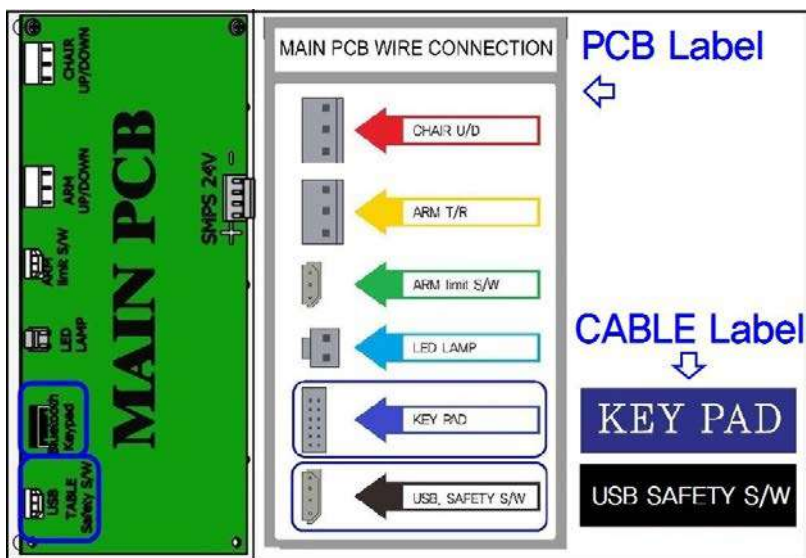 CHAIR
UP/DOWN
ARM
UP/DOWN
ARM
limit S/W
LED
LAMP
Bluetooth
Keypad
USB
TABLE
Safety S/W
MAIN PCB
SMPS 24V
-
+
MAIN PCB WIRE CONNECTION
CHAIR U/D
ARM T/R
ARM limit S/W
LED LAMP
KEY PAD
USB, SAFETY S/W
PCB Label
CABLE Label
KEY PAD
USB SAFETY S/W